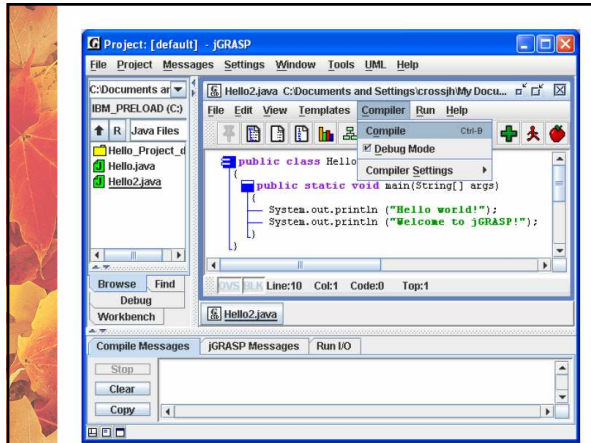 Project: [default] - jGRASP
File Project Messages Settings Window Tools UML Help
C:\Documents ar
IBM_PRELOAD (C:)
R Java Files
Hello_Project_d
Hello.java
Hello2.java
Browse Find
Debug
Workbench
Hello2.java C:\Documents and Settings\crossjh\My Docu...
File Edit View Templates Compiler Run Help
Compile Ctrl-B
Debug Mode
Compiler Settings
public class Hello
{
public static void main(String[] args)
{
System.out.println ("Hello world!");
System.out.println ("Welcome to jGRASP!");
}
}
OVS BLK Line:10 Col:1 Code:0 Top:1
Hello2.java
Compile Messages jGRASP Messages Run I/O
Stop
Clear
Copy